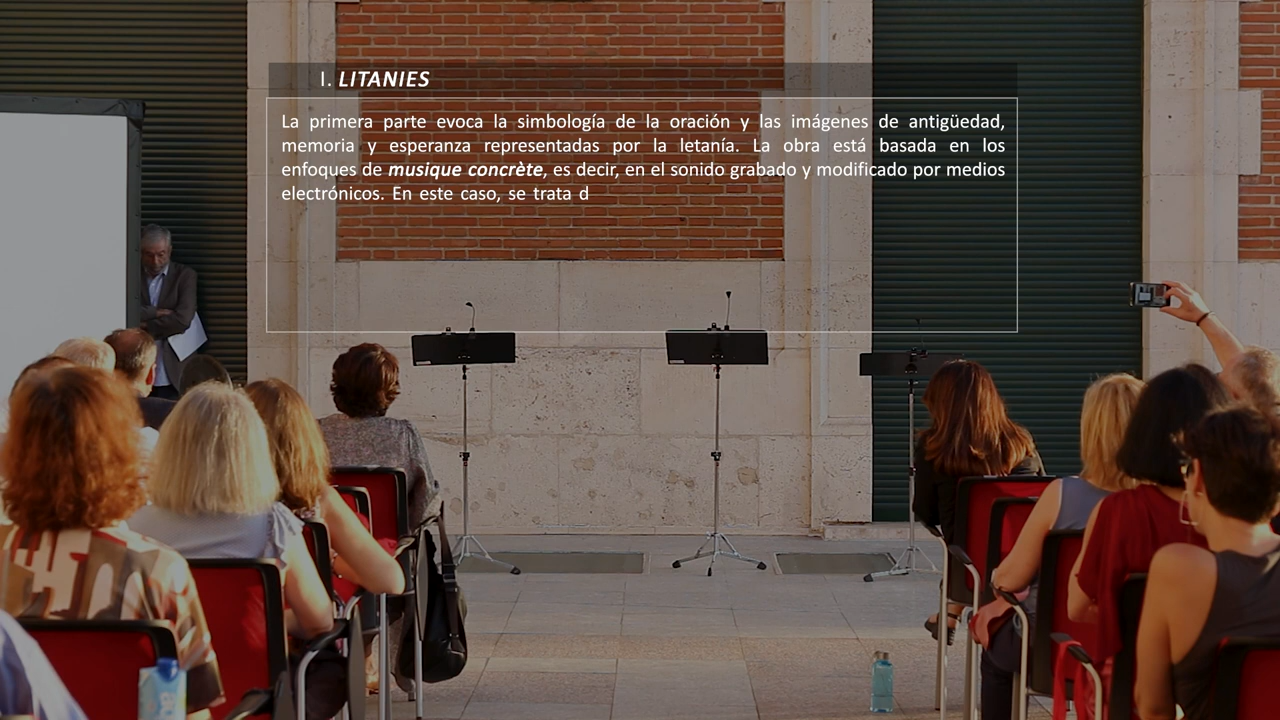 I. LITANIES
La primera parte evoca la simbología de la oración y las imágenes de antigüedad,
memoria y esperanza representadas por la letanía. La obra está basada en los
enfoques de musique concrète, es decir, en el sonido grabado y modificado por medios
electrónicos. En este caso, se trata d